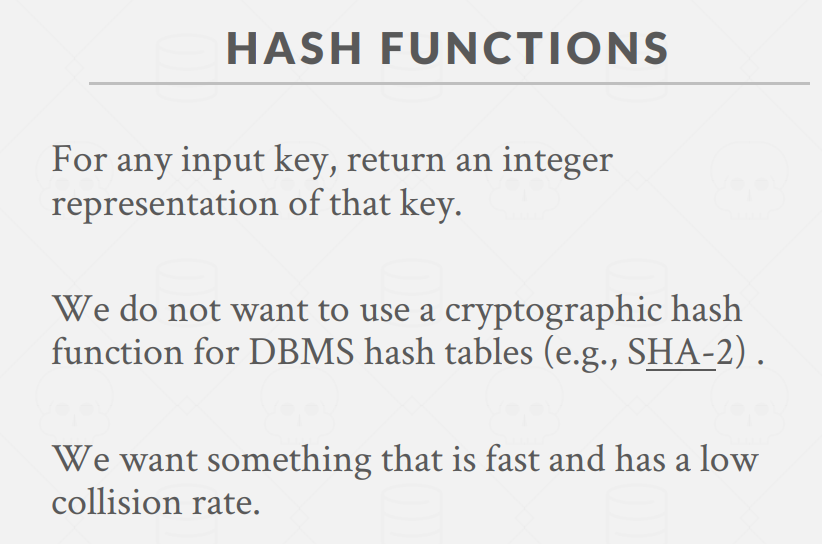 HASH FUNCTIONS
For any input key, return an integer
representation of that key.
We do not want to use a cryptographic hash
function for DBMS hash tables (e.g., SHA-2) .
We want something that is fast and has a low
collision rate.